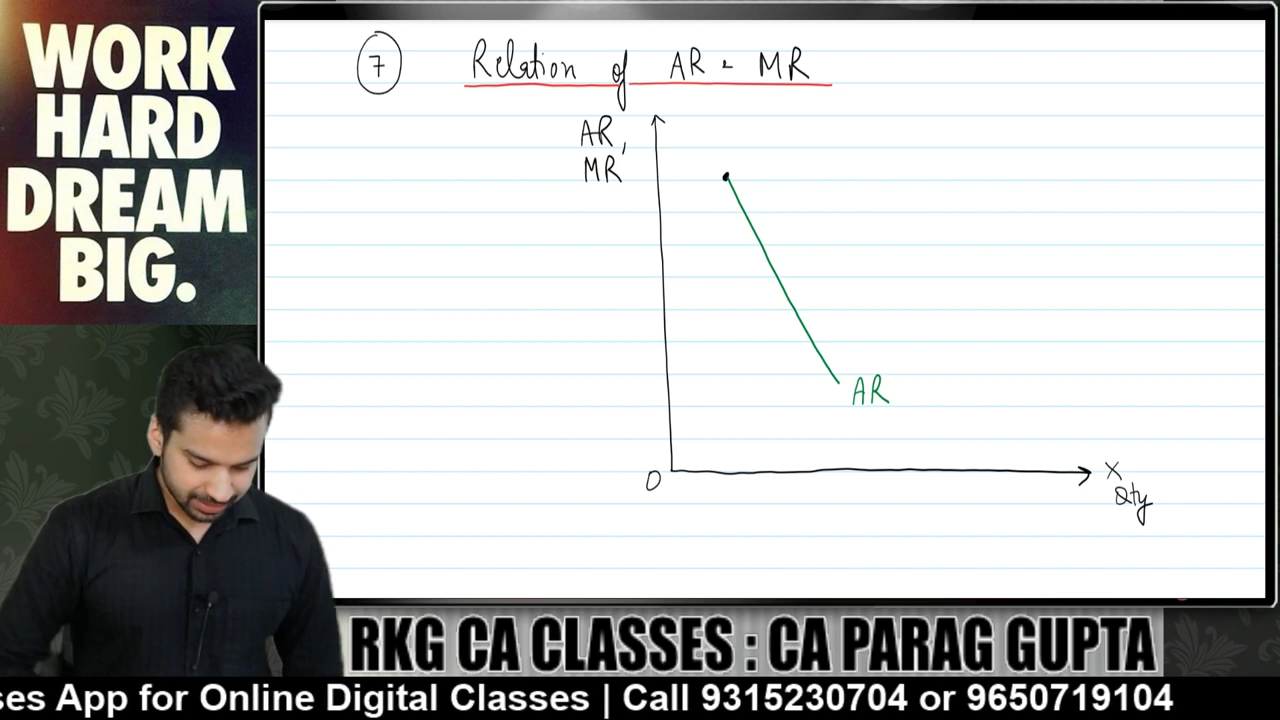 WORK
HARD
DREAM
BIG.
7 Relation of AR & MR
AR,
MR
AR
O
X
Qty
RKG CA CLASSES : CA PARAG GUPTA
ses App for Online Digital Classes | Call 9315230704 or 9650719104